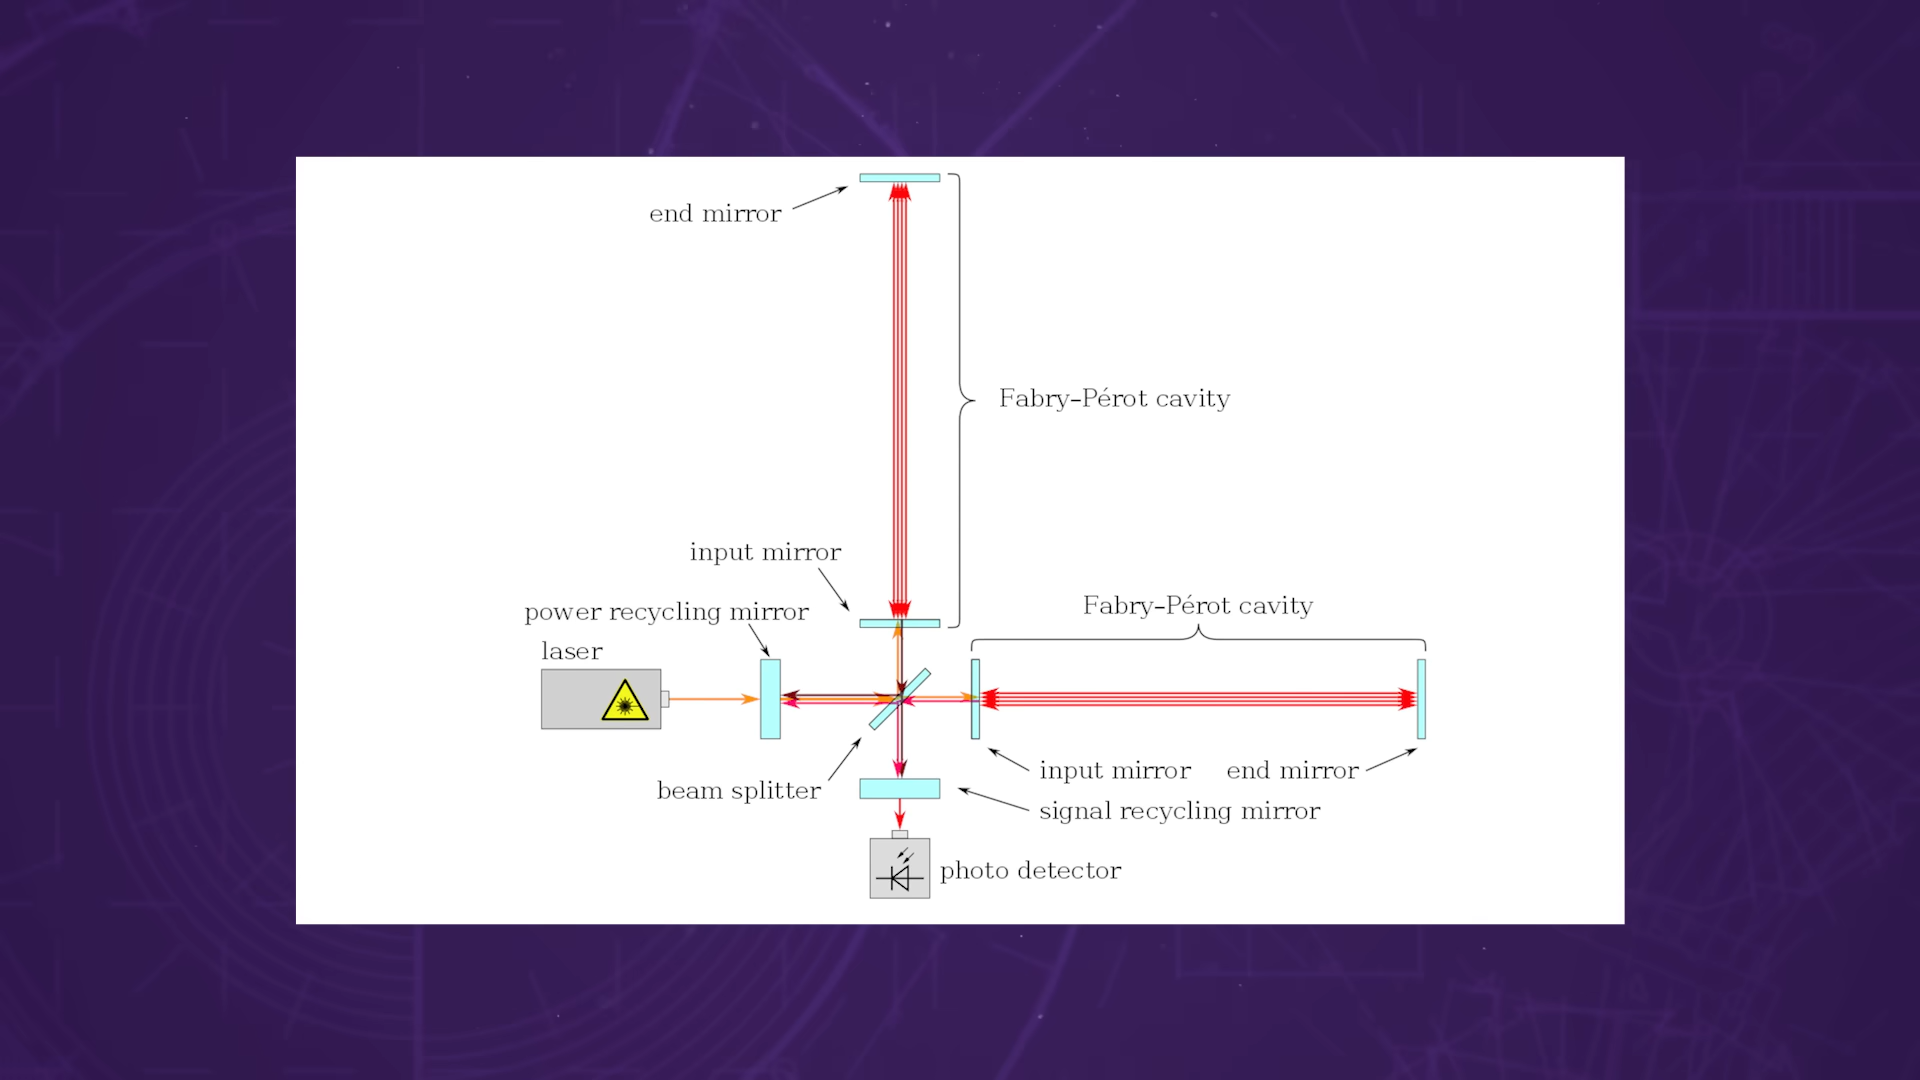 end mirror
Fabry-Pérot cavity
input mirror
power recycling mirror
Fabry-Pérot cavity
laser
beam splitter
input mirror
end mirror
signal recycling mirror
photo detector